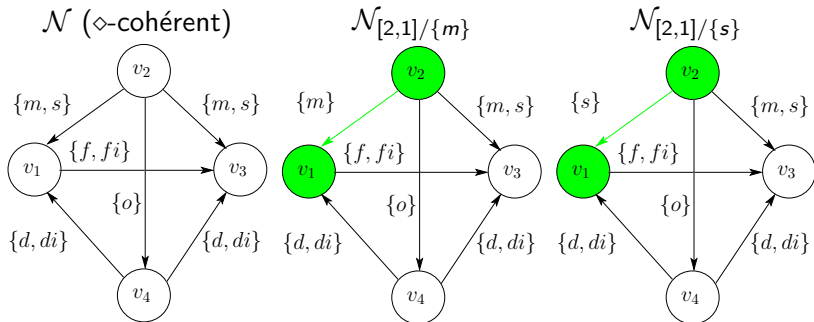 𝒩 (⋄-cohérent)
v₂
{m, s}
{m, s}
v₁
{f, fi}
v₃
{o}
{d, di}
{d, di}
v₄
𝒩[2,1]/{m}
v₂
{m}
{m, s}
v₁
{f, fi}
v₃
{o}
{d, di}
{d, di}
v₄
𝒩[2,1]/{s}
v₂
{s}
{m, s}
v₁
{f, fi}
v₃
{o}
{d, di}
{d, di}
v₄